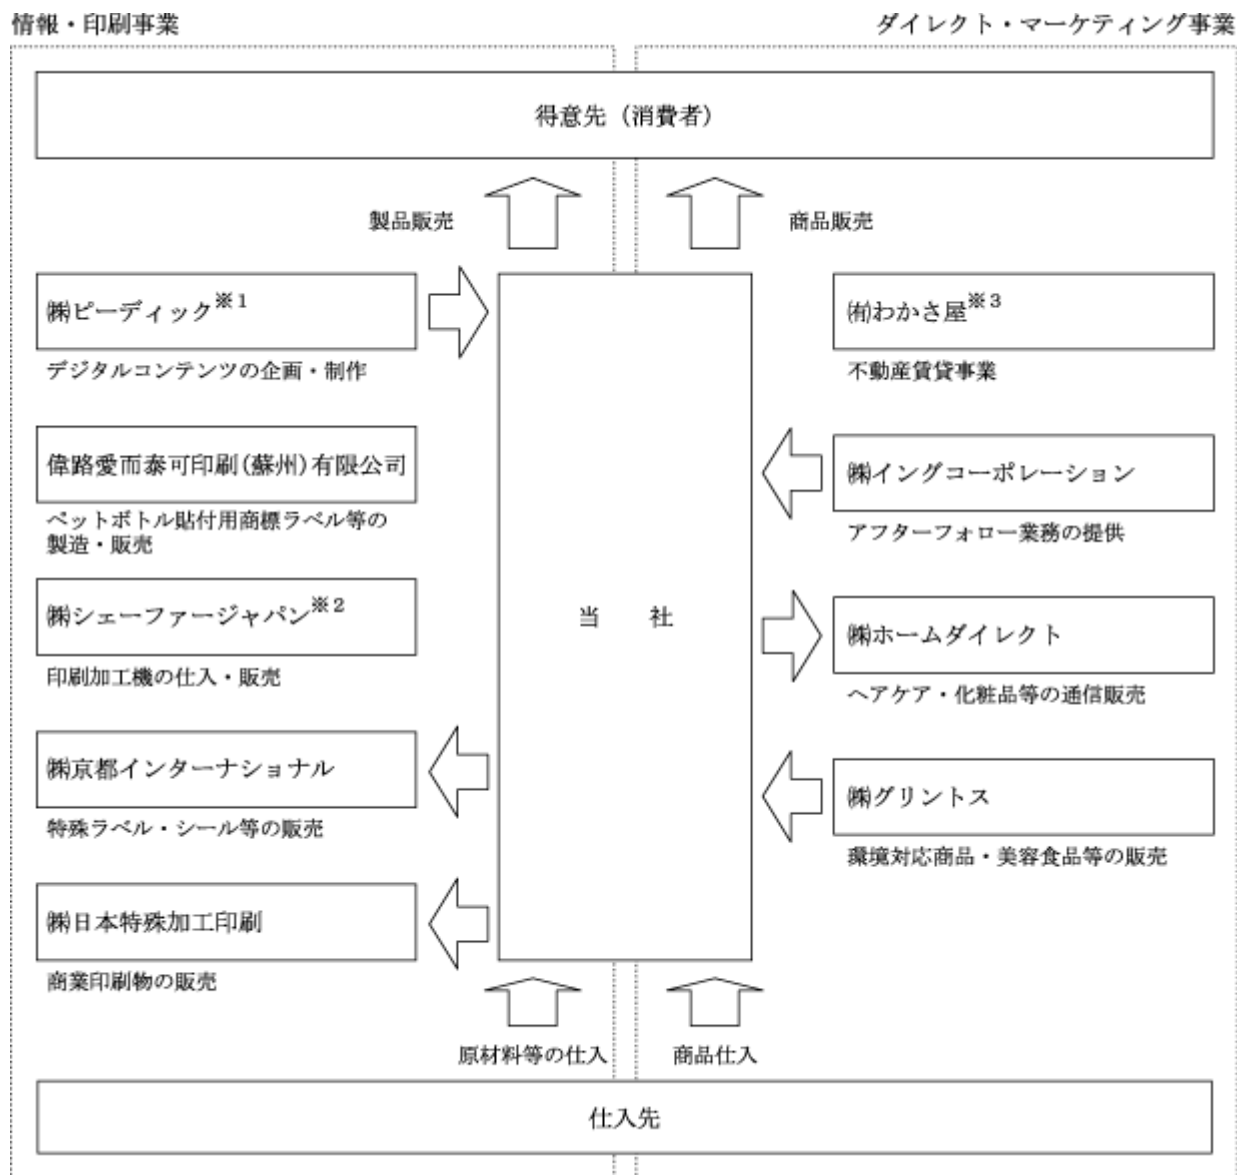 情報・印刷事業
ダイレクト・マーケティング事業
得意先（消費者）
製品販売
商品販売
㈱ピーディック※1
デジタルコンテンツの企画・制作
偉路愛而泰可印刷(蘇州)有限公司
ペットボトル貼付用商標ラベル等の
製造・販売
㈱シェーファージャパン※2
印刷加工機の仕入・販売
㈱京都インターナショナル
特殊ラベル・シール等の販売
㈱日本特殊加工印刷
商業印刷物の販売
当　社
㈲わかさ屋※3
不動産賃貸事業
㈱イングコーポレーション
アフターフォロー業務の提供
㈱ホームダイレクト
ヘアケア・化粧品等の通信販売
㈱グリントス
環境対応商品・美容食品等の販売
原材料等の仕入
商品仕入
仕入先